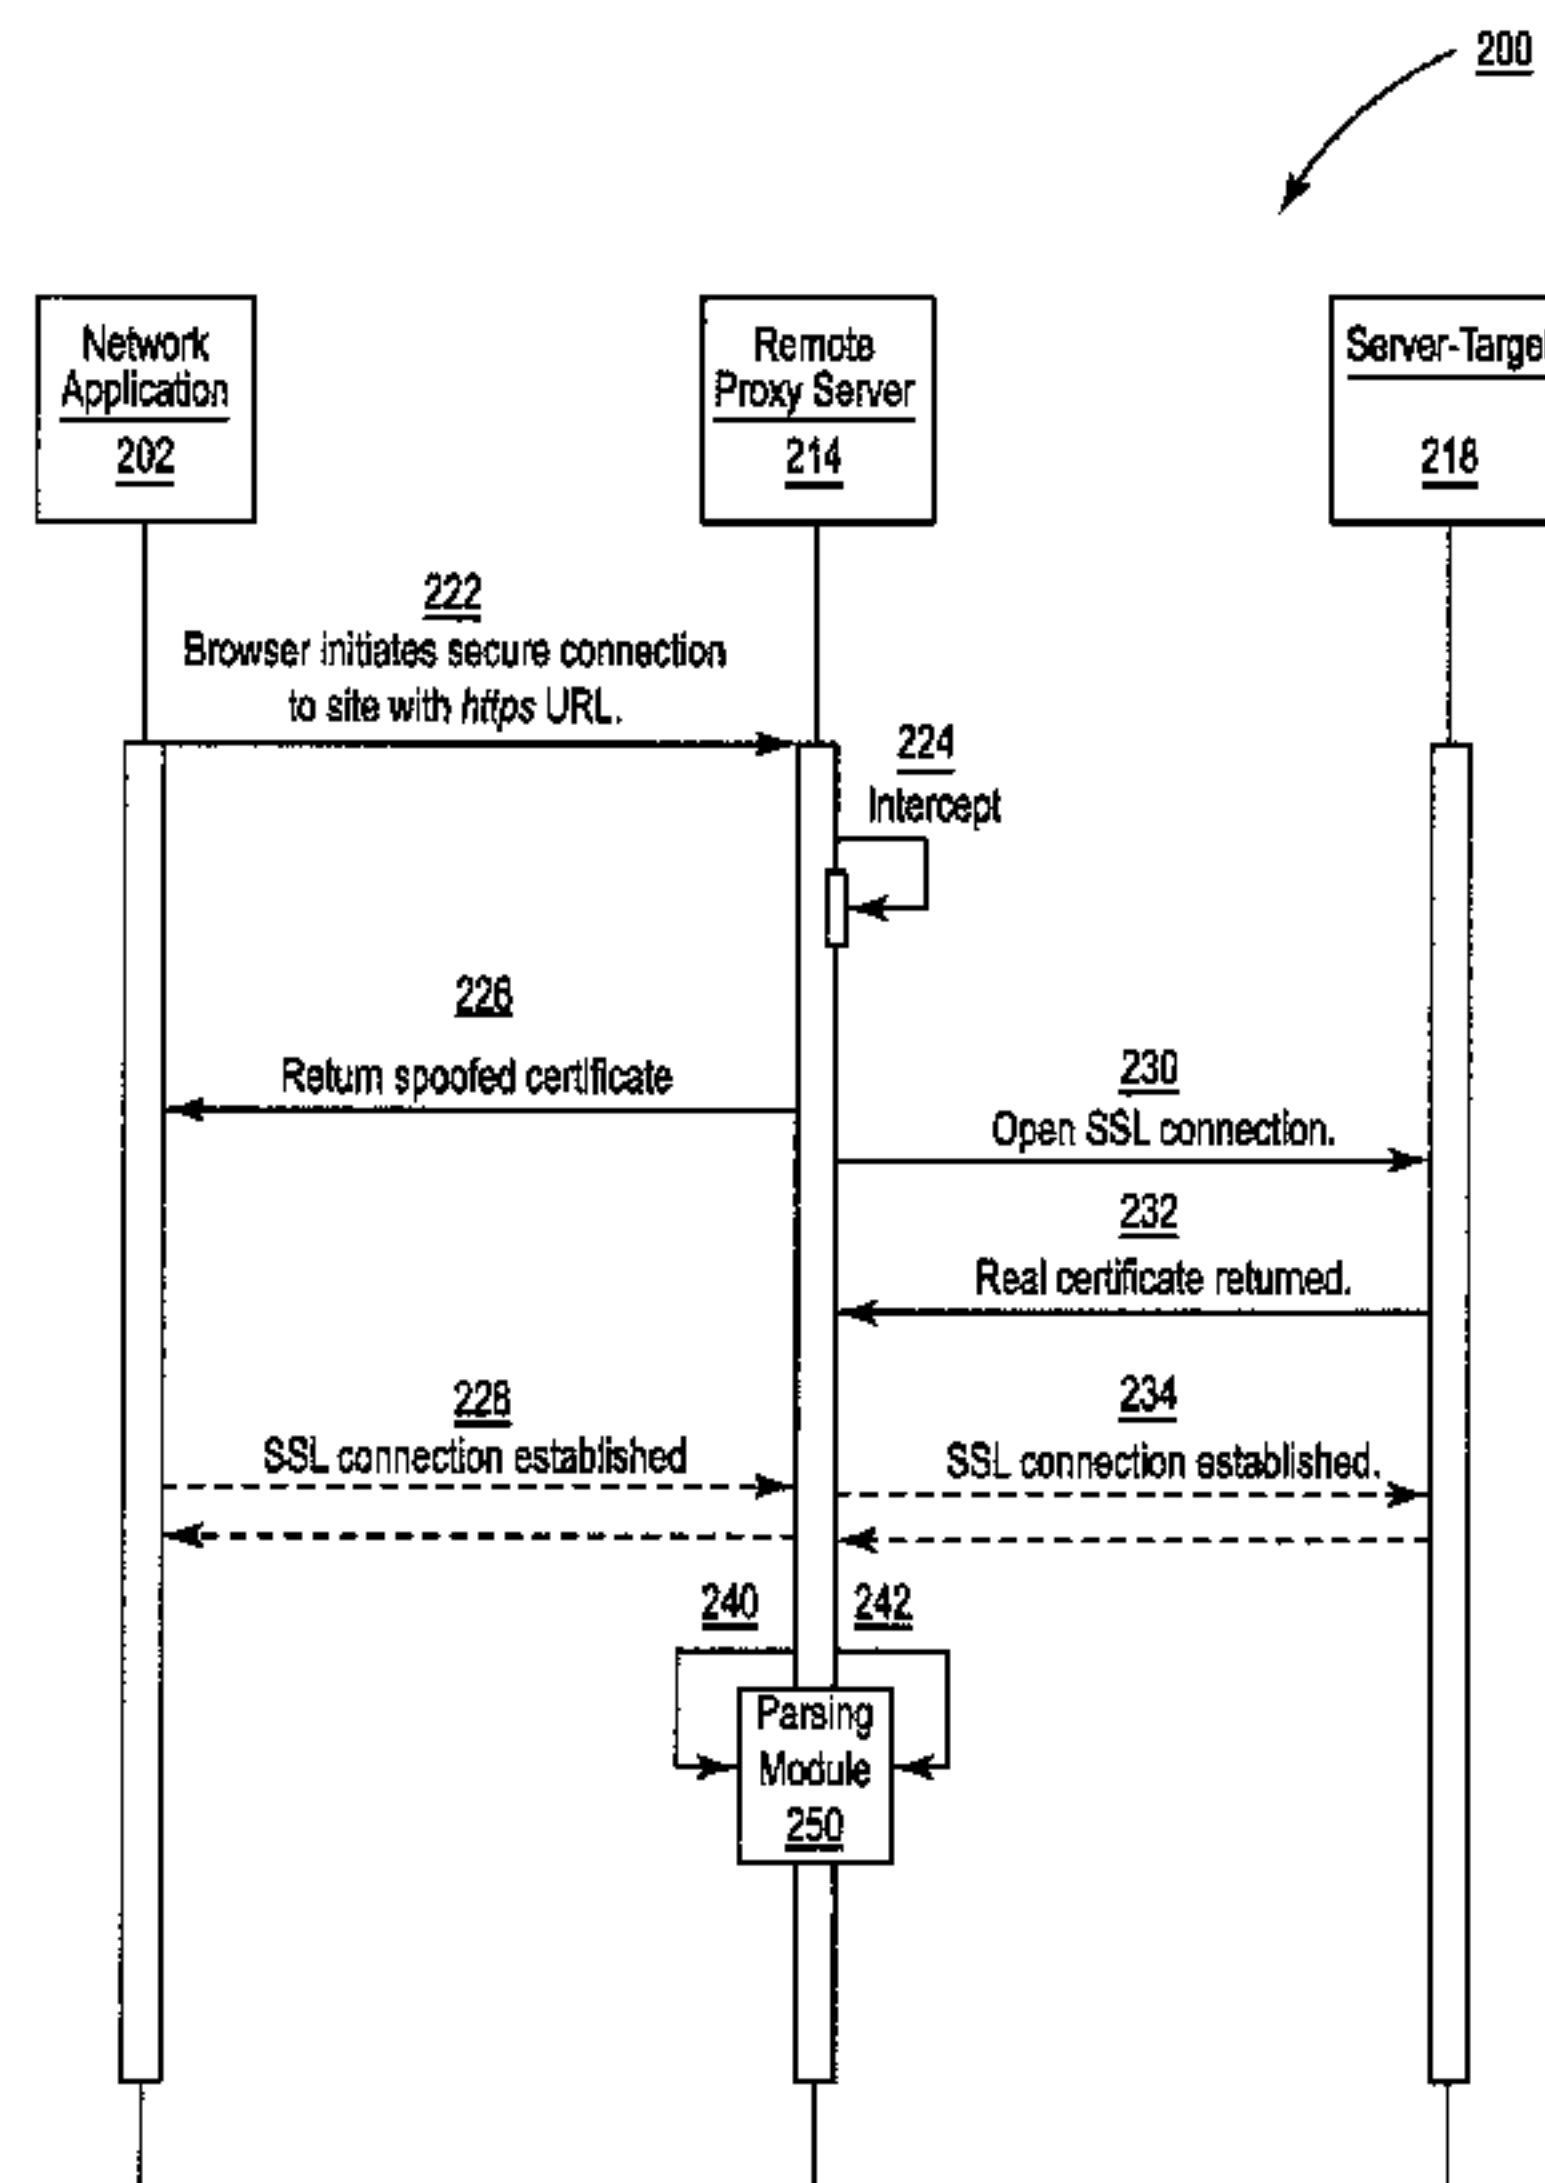 200
Network
Application
202
Remote
Proxy Server
214
Server-Target
218
222
Browser initiates secure connection
to site with https URL.
224
Intercept
226
Return spoofed certificate
230
Open SSL connection.
232
Real certificate returned.
228
SSL connection established
234
SSL connection established.
240
242
Parsing
Module
250